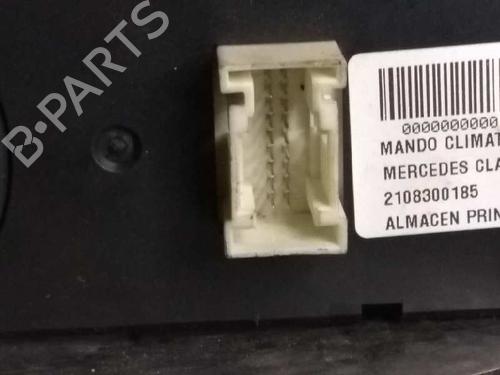 B-PARTS
0000000000
MANDO CLIMAT
MERCEDES CLA
2108300185
ALMACEN PRIN